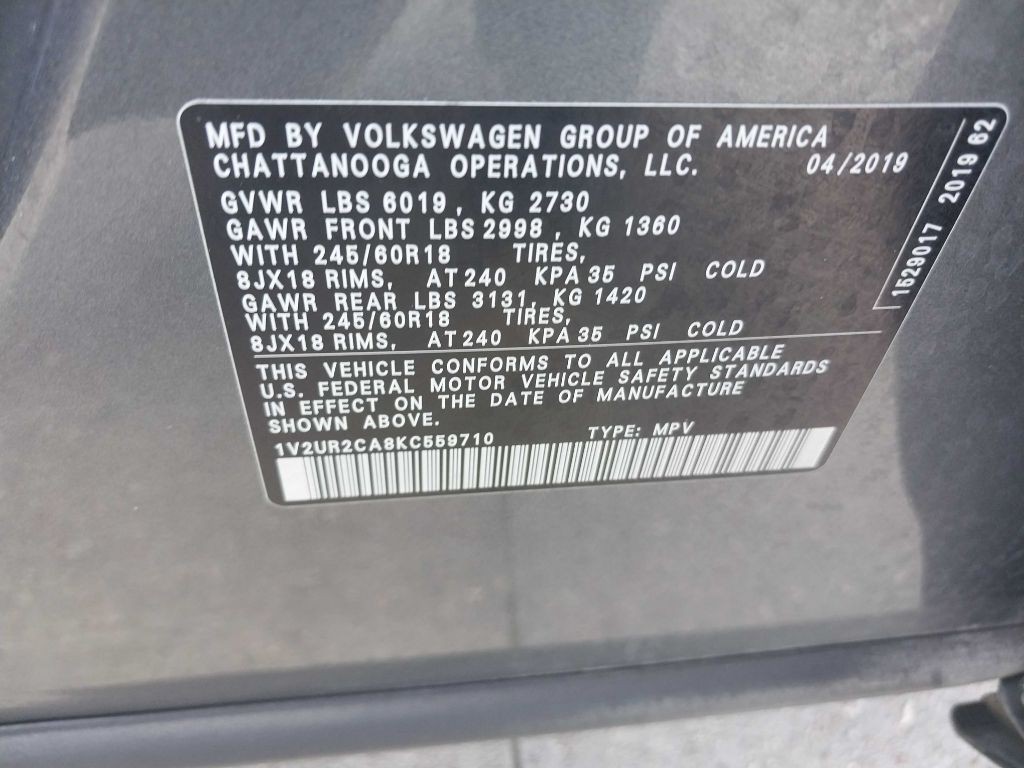 MFD BY VOLKSWAGEN GROUP OF AMERICA
CHATTANOOGA OPERATIONS, LLC. 04/2019
GVWR LBS 6019, KG 2730
GAWR FRONT LBS 2998, KG 1360
WITH 245/60R18 TIRES,
8JX18 RIMS, AT 240 KPA 35 PSI COLD
GAWR REAR LBS 3131, KG 1420
WITH 245/60R18 TIRES,
8JX18 RIMS, AT 240 KPA 35 PSI COLD
THIS VEHICLE CONFORMS TO ALL APPLICABLE
U.S. FEDERAL MOTOR VEHICLE SAFETY STANDARDS
IN EFFECT ON THE DATE OF MANUFACTURE
SHOWN ABOVE.
1V2UR2CA8KC559710 TYPE: MPV
1529017 2019 62